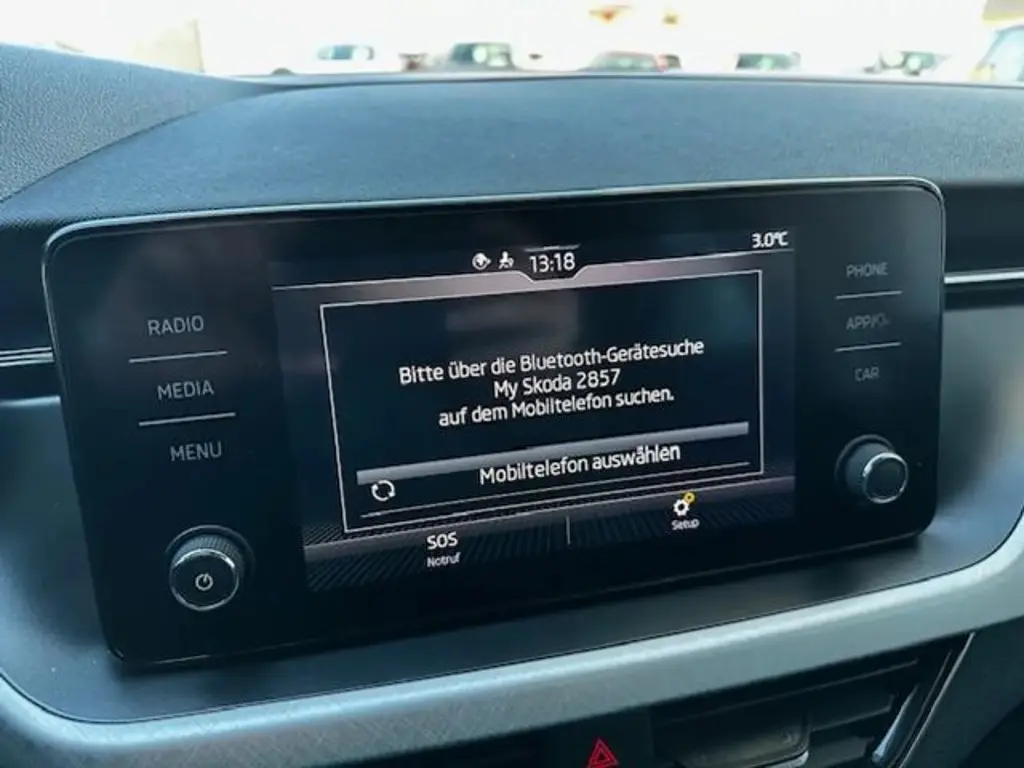 13:18
3.0°C
RADIO
MEDIA
MENU
Bitte über die Bluetooth-Gerätesuche
My Skoda 2857
auf dem Mobiltelefon suchen.
Mobiltelefon auswählen
SOS
Notruf
Setup
PHONE
CAR